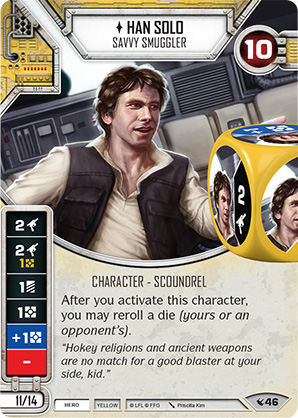 HAN SOLO
SAVVY SMUGGLER
10
2
2
2
1
1
1
+1
-
CHARACTER - SCOUNDREL
After you activate this character,
you may reroll a die (yours or an
opponent's).
"Hokey religions and ancient weapons
are no match for a good blaster at your
side, kid."
11/14
HERO
YELLOW
© LFL © FFG
Priscilla Kim
46